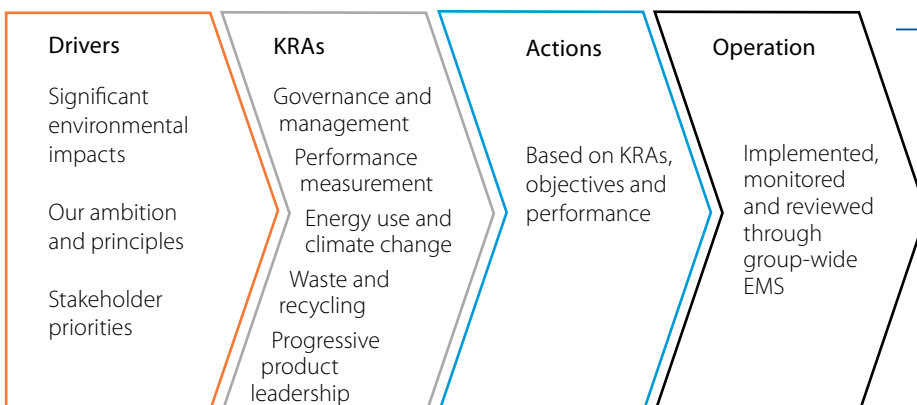 Drivers
Significant
environmental
impacts
Our ambition
and principles
Stakeholder
priorities
KRAs
Governance and
management
Performance
measurement
Energy use and
climate change
Waste and
recycling
Progressive
product
leadership
Actions
Based on KRAs,
objectives and
performance
Operation
Implemented,
monitored
and reviewed
through
group-wide
EMS